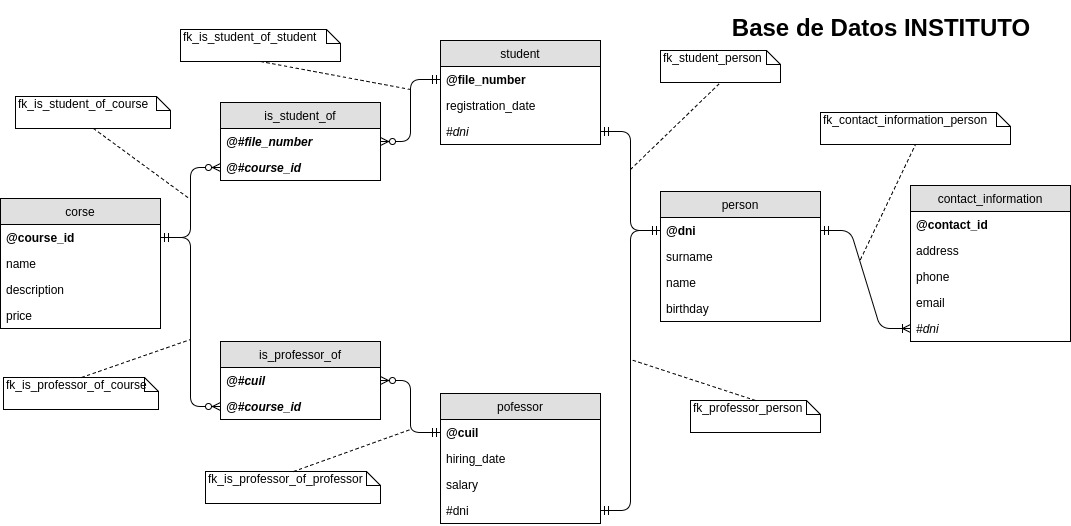 Base de Datos INSTITUTO
fk_is_student_of_student
student
@file_number
registration_date
#dni
fk_student_person
fk_is_student_of_course
is_student_of
@#file_number
@#course_id
fk_contact_information_person
corse
@course_id
name
description
price
person
@dni
surname
name
birthday
contact_information
@contact_id
address
phone
email
#dni
is_professor_of
@#cuil
@#course_id
fk_is_professor_of_course
pofessor
@cuil
hiring_date
salary
#dni
fk_professor_person
fk_is_professor_of_professor